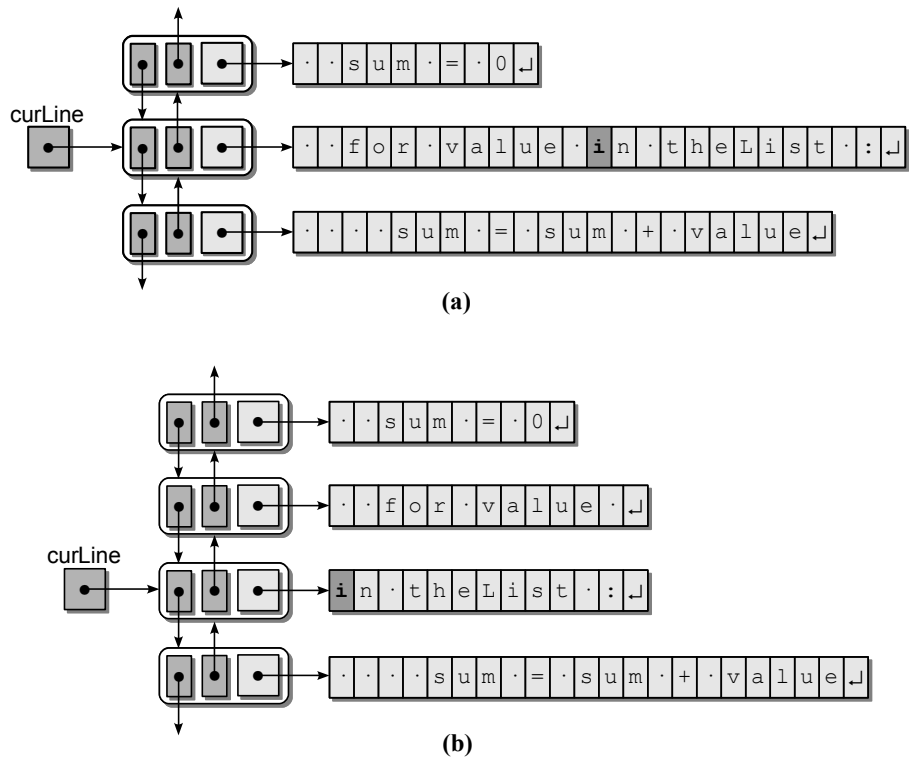 ··sum·=·0↵
curLine
··for·value·in·theList·:↵
····sum·=·sum·+·value↵
(a)
··sum·=·0↵
··for·value·↵
curLine
in·theList·:↵
····sum·=·sum·+·value↵
(b)